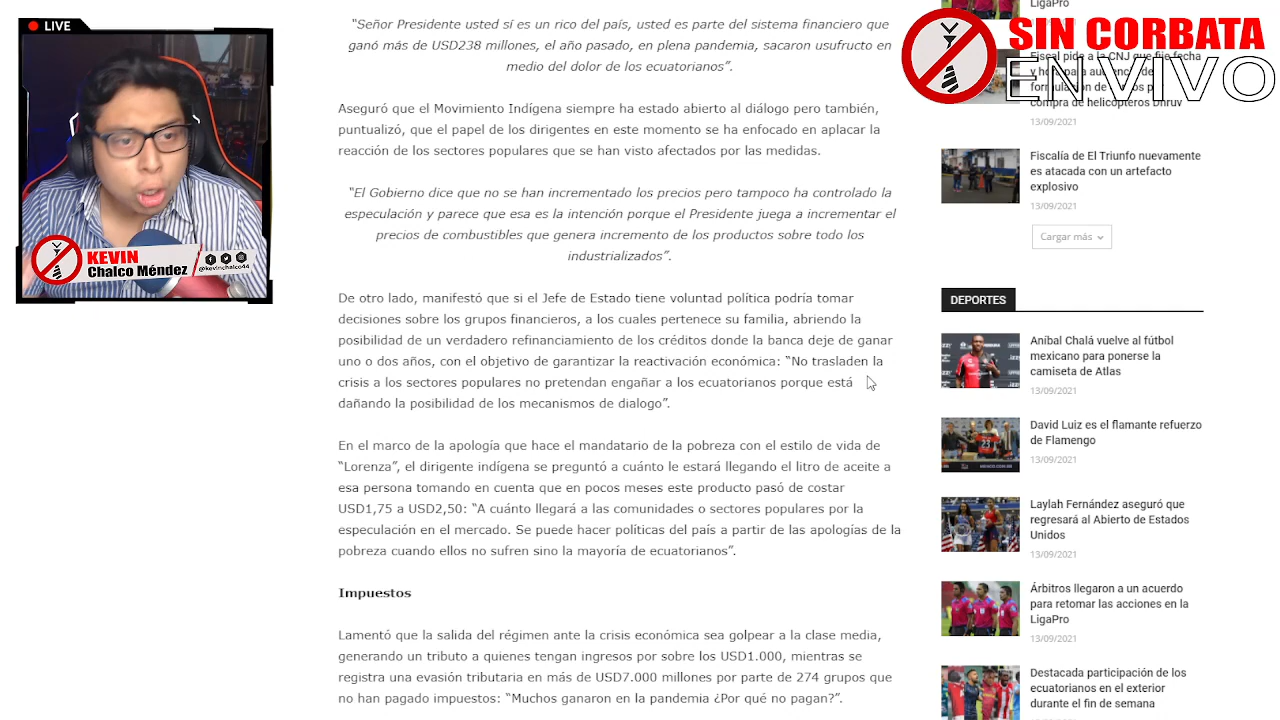 LIVE
KEVIN
Chalco Méndez
@kevinchalco44
“Señor Presidente usted sí es un rico del país, usted es parte del sistema financiero que
ganó más de USD238 millones, el año pasado, en plena pandemia, sacaron usufructo en
medio del dolor de los ecuatorianos”.
Aseguró que el Movimiento Indígena siempre ha estado abierto al diálogo pero también,
puntualizó, que el papel de los dirigentes en este momento se ha enfocado en aplacar la
reacción de los sectores populares que se han visto afectados por las medidas.
“El Gobierno dice que no se han incrementado los precios pero tampoco ha controlado la
especulación y parece que esa es la intención porque el Presidente juega a incrementar el
precios de combustibles que genera incremento de los productos sobre todo los
industrializados”.
De otro lado, manifestó que si el Jefe de Estado tiene voluntad política podría tomar
decisiones sobre los grupos financieros, a los cuales pertenece su familia, abriendo la
posibilidad de un verdadero refinanciamiento de los créditos donde la banca deje de ganar
uno o dos años, con el objetivo de garantizar la reactivación económica: “No trasladen la
crisis a los sectores populares no pretendan engañar a los ecuatorianos porque está
dañando la posibilidad de los mecanismos de dialogo”.
En el marco de la apología que hace el mandatario de la pobreza con el estilo de vida de
“Lorenza”, el dirigente indígena se preguntó a cuánto le estará llegando el litro de aceite a
esa persona tomando en cuenta que en pocos meses este producto pasó de costar
USD1,75 a USD2,50: “A cuánto llegará a las comunidades o sectores populares por la
especulación en el mercado. Se puede hacer políticas del país a partir de las apologías de la
pobreza cuando ellos no sufren sino la mayoría de ecuatorianos”.
Impuestos
Lamentó que la salida del régimen ante la crisis económica sea golpear a la clase media,
generando un tributo a quienes tengan ingresos por sobre los USD1.000, mientras se
registra una evasión tributaria en más de USD7.000 millones por parte de 274 grupos que
no han pagado impuestos: “Muchos ganaron en la pandemia ¿Por qué no pagan?”.
LigaPro
SIN CORBATA
EN VIVO
Fiscal pide a la CNJ que fije fecha
y hora para audiencia de
formulación de
compra de helicópteros Dhruv
13/09/2021
Fiscalía de El Triunfo nuevamente
es atacada con un artefacto
explosivo
13/09/2021
Cargar más
DEPORTES
Aníbal Chalá vuelve al fútbol
mexicano para ponerse la
camiseta de Atlas
13/09/2021
David Luiz es el flamante refuerzo
de Flamengo
13/09/2021
Laylah Fernández aseguró que
regresará al Abierto de Estados
Unidos
13/09/2021
Árbitros llegaron a un acuerdo
para retomar las acciones en la
LigaPro
13/09/2021
Destacada participación de los
ecuatorianos en el exterior
durante el fin de semana